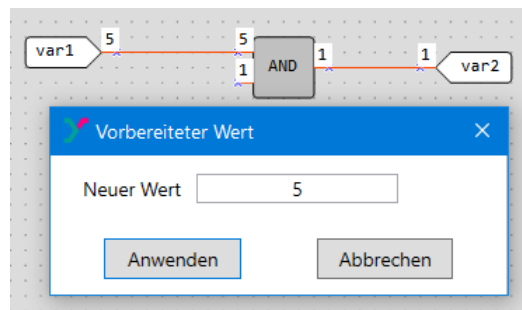 5 5
var1 AND 1 1 var2
1
Vorbereiteter Wert
Neuer Wert 5
Anwenden Abbrechen